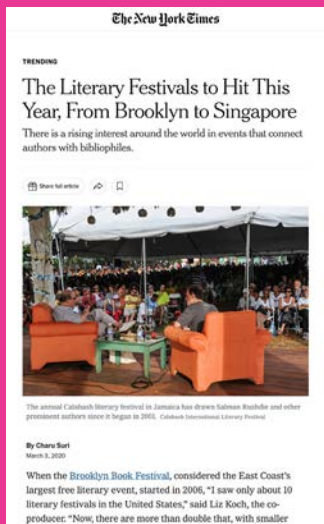 The New York Times
TRENDING
The Literary Festivals to Hit This
Year, From Brooklyn to Singapore
There is a rising interest around the world in events that connect
authors with bibliophiles.
Share full article
The annual Calabash literary festival in Jamaica has drawn Salman Rushdie and other
prominent authors since it began in 2001. Calabash International Literary Festival
By Charu Suri
March 3, 2020
When the Brooklyn Book Festival, considered the East Coast's
largest free literary event, started in 2006, “I saw only about 10
literary festivals in the United States,” said Liz Koch, the co-
producer. “Now, there are more than double that, with smaller